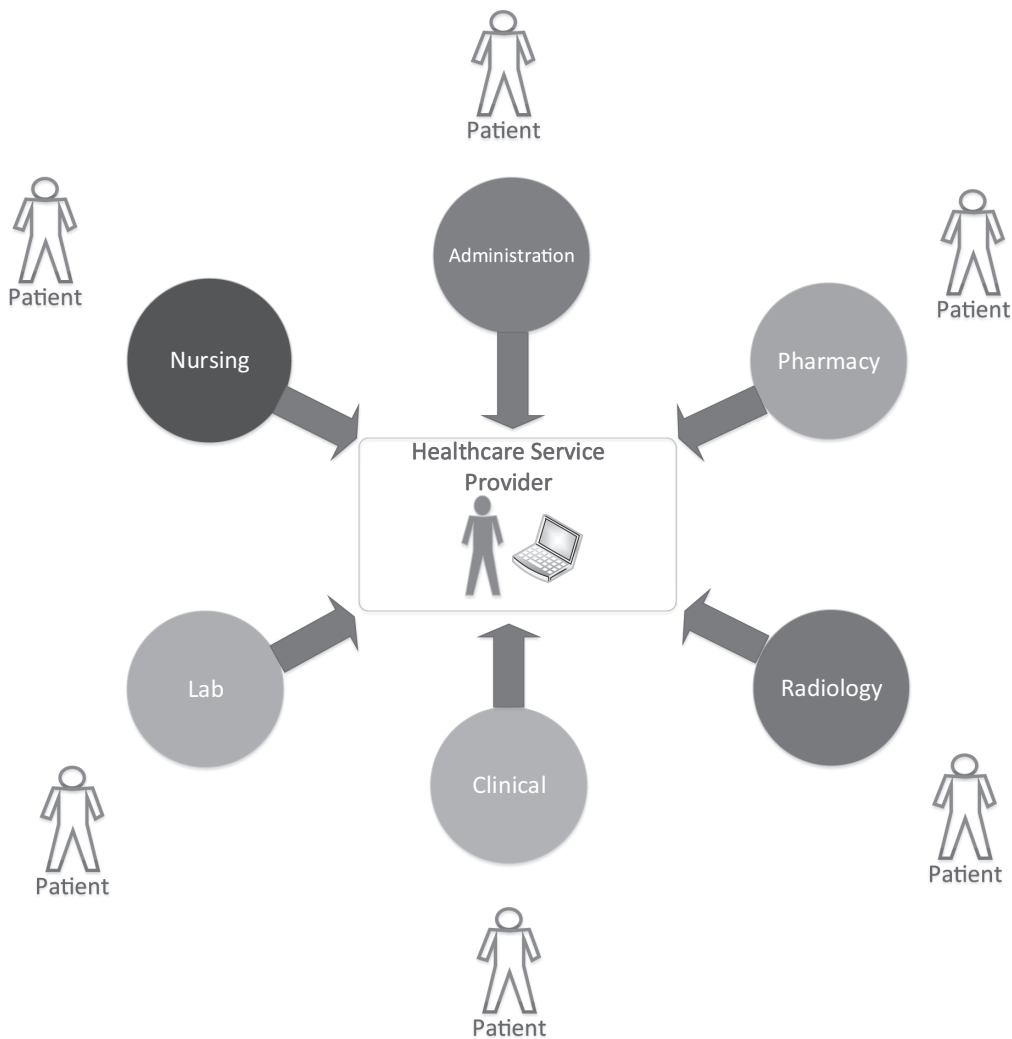 Patient
Patient
Patient
Administration
Nursing
Pharmacy
Healthcare Service
Provider
Lab
Radiology
Clinical
Patient
Patient
Patient